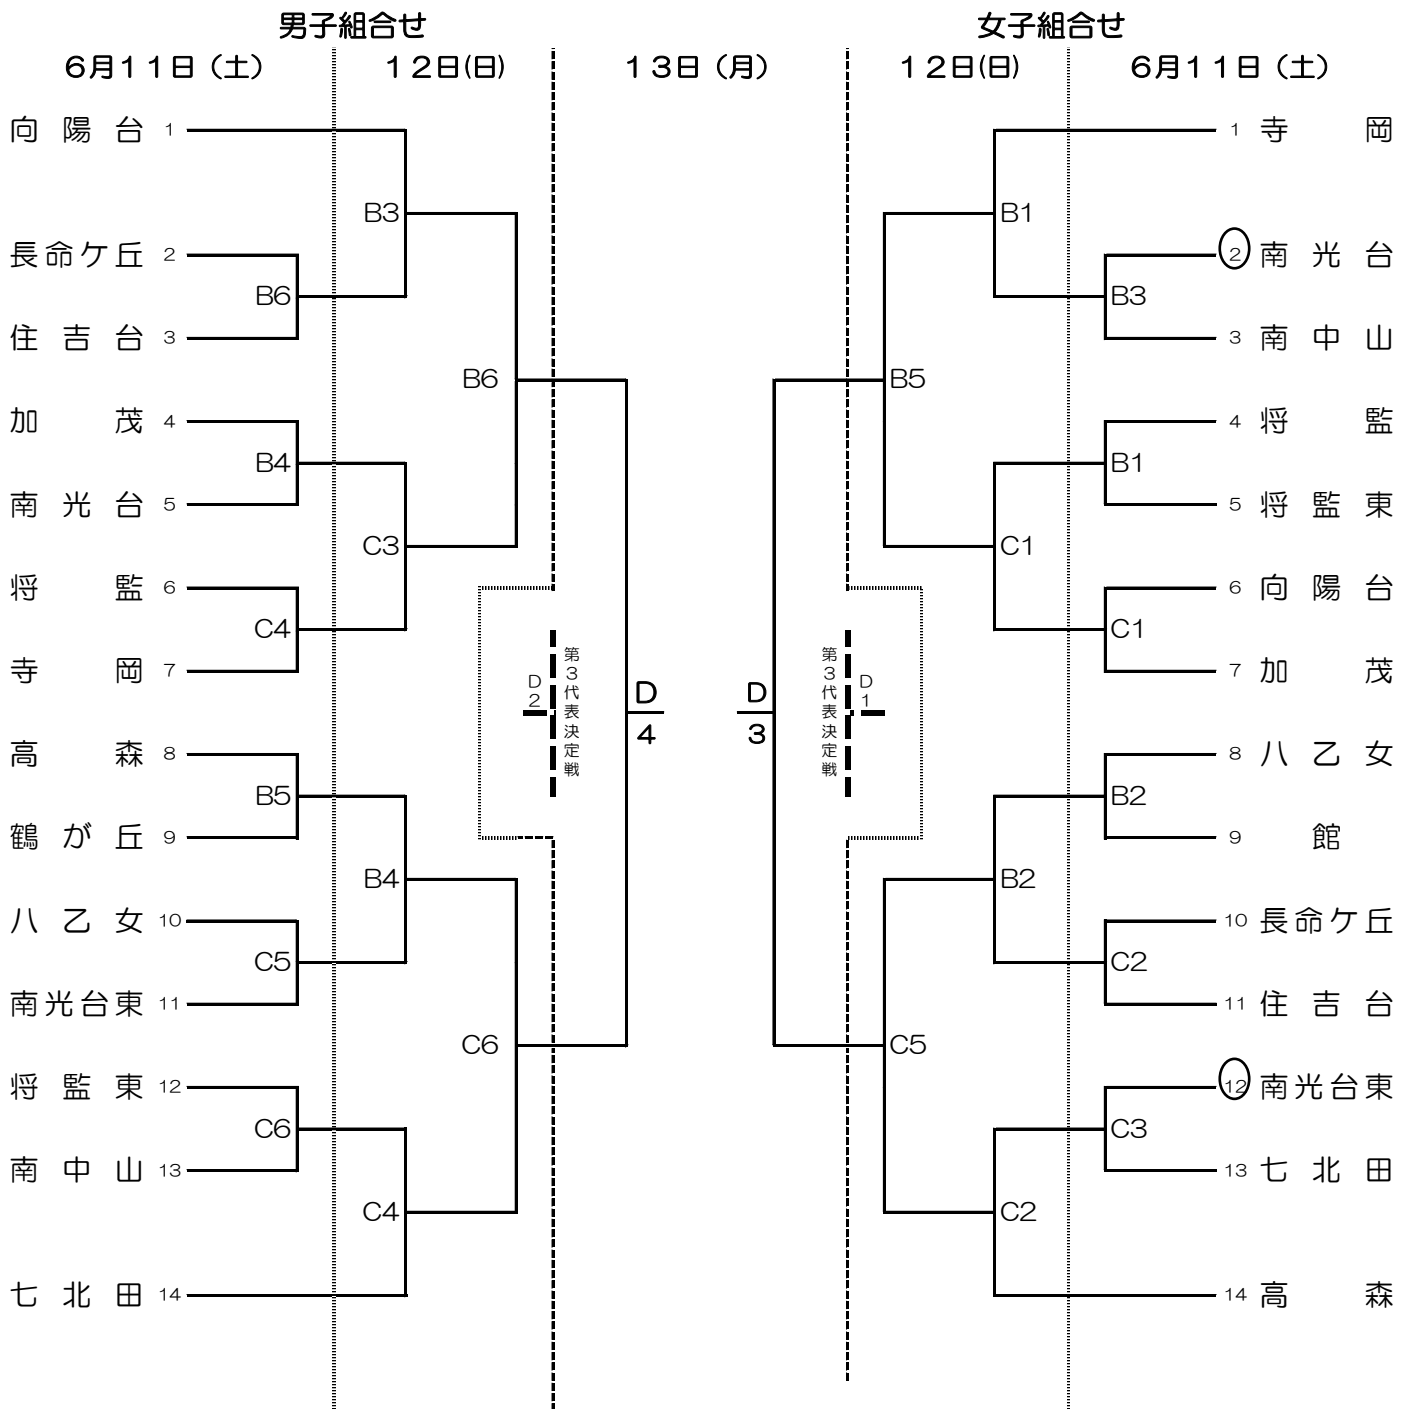 男子組合せ 女子組合せ
6月11日（土） 12日(日) 13日（月） 12日(日) 6月11日（土）
向陽台 1 1 寺岡
B3 B1
長命ケ丘 2 2 南光台
B6 B3
住吉台 3 3 南中山
B6 B5
加茂 4 4 将監
B4 B1
南光台 5 5 将監東
C3 C1
将監 6 6 向陽台
C4 C1
寺岡 7 7 加茂
D2 第3代表決定戦 D4 D3 第3代表決定戦 D1
高森 8 8 八乙女
B5 B2
鶴が丘 9 9 館
B4 B2
八乙女 10 10 長命ケ丘
C5 C2
南光台東 11 11 住吉台
C6 C5
将監東 12 12 南光台東
C6 C3
南中山 13 13 七北田
C4 C2
七北田 14 14 高森